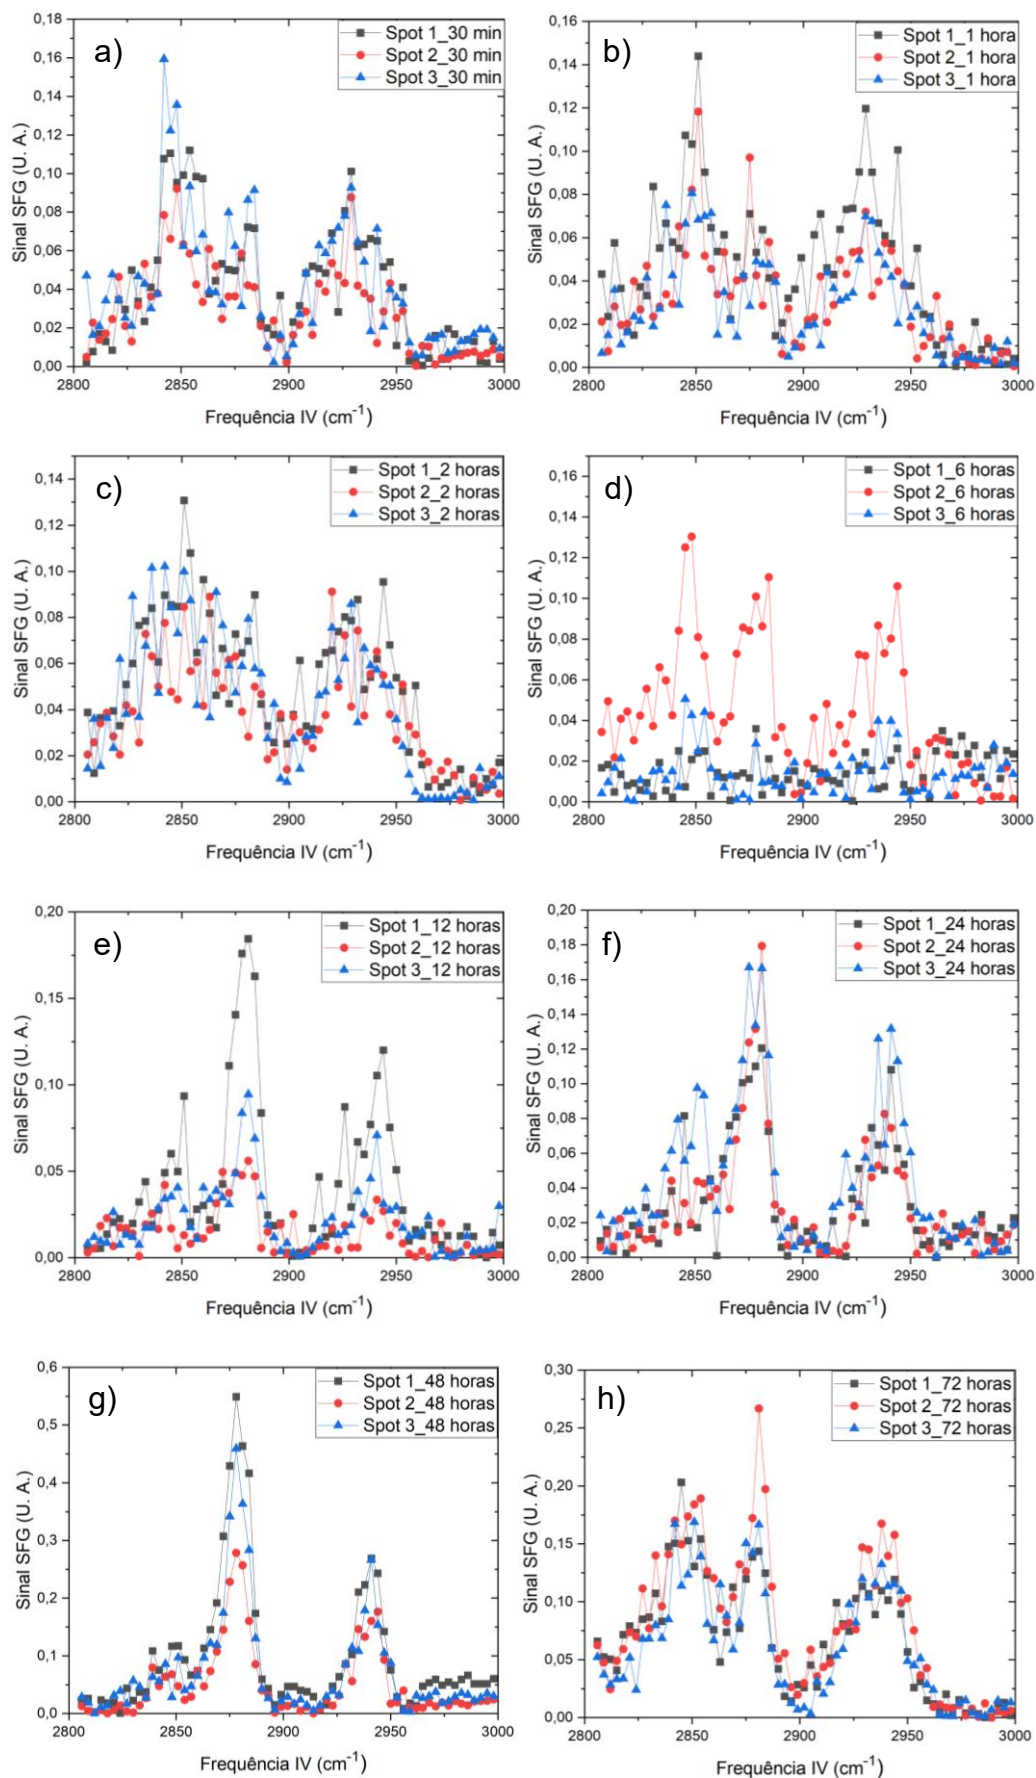 a)
Spot 1_30 min
Spot 2_30 min
Spot 3_30 min
Sinal SFG (U. A.)
0,18
0,16
0,14
0,12
0,10
0,08
0,06
0,04
0,02
0,00
2800 2850 2900 2950 3000
Frequência IV (cm-1)
b)
Spot 1_1 hora
Spot 2_1 hora
Spot 3_1 hora
Sinal SFG (U. A.)
0,16
0,14
0,12
0,10
0,08
0,06
0,04
0,02
0,00
2800 2850 2900 2950 3000
Frequência IV (cm-1)
c)
Spot 1_2 horas
Spot 2_2 horas
Spot 3_2 horas
Sinal SFG (U. A.)
0,14
0,12
0,10
0,08
0,06
0,04
0,02
0,00
2800 2850 2900 2950 3000
Frequência IV (cm-1)
d)
Spot 1_6 horas
Spot 2_6 horas
Spot 3_6 horas
Sinal SFG (U. A.)
0,16
0,14
0,12
0,10
0,08
0,06
0,04
0,02
0,00
2800 2850 2900 2950 3000
Frequência IV (cm-1)
e)
Spot 1_12 horas
Spot 2_12 horas
Spot 3_12 horas
Sinal SFG (U. A.)
0,20
0,15
0,10
0,05
0,00
2800 2850 2900 2950 3000
Frequência IV (cm-1)
f)
Spot 1_24 horas
Spot 2_24 horas
Spot 3_24 horas
Sinal SFG (U. A.)
0,20
0,18
0,16
0,14
0,12
0,10
0,08
0,06
0,04
0,02
0,00
2800 2850 2900 2950 3000
Frequência IV (cm-1)
g)
Spot 1_48 horas
Spot 2_48 horas
Spot 3_48 horas
Sinal SFG (U. A.)
0,6
0,5
0,4
0,3
0,2
0,1
0,0
2800 2850 2900 2950 3000
Frequência IV (cm-1)
h)
Spot 1_72 horas
Spot 2_72 horas
Spot 3_72 horas
Sinal SFG (U. A.)
0,30
0,25
0,20
0,15
0,10
0,05
0,00
2800 2850 2900 2950 3000
Frequência IV (cm-1)